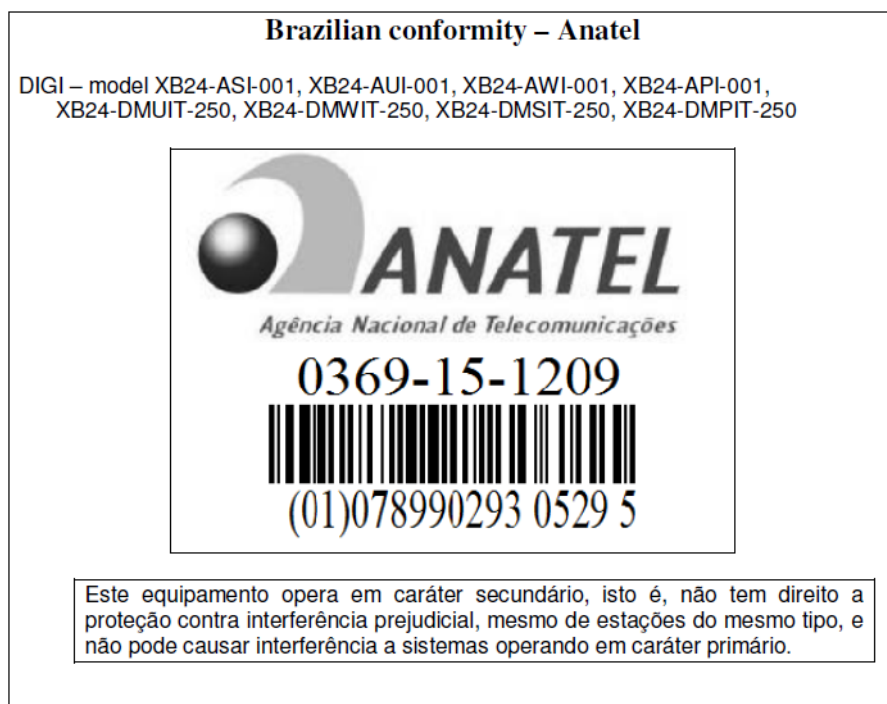 Brazilian conformity – Anatel
DIGI – model XB24-ASI-001, XB24-AUI-001, XB24-AWI-001, XB24-API-001,
XB24-DMUIT-250, XB24-DMWIT-250, XB24-DMSIT-250, XB24-DMPIT-250
ANATEL
Agência Nacional de Telecomunicações
0369-15-1209
(01)078990293 0529 5
Este equipamento opera em caráter secundário, isto é, não tem direito a
proteção contra interferência prejudicial, mesmo de estações do mesmo tipo, e
não pode causar interferência a sistemas operando em caráter primário.